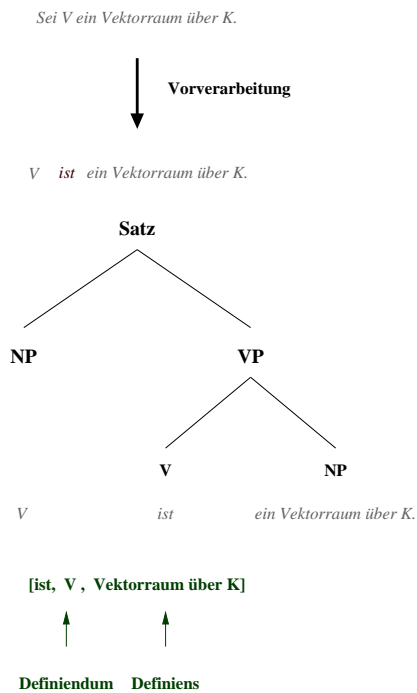 Sei V ein Vektorraum über K.
Vorverarbeitung
V ist ein Vektorraum über K.
Satz
NP VP
V NP
V ist ein Vektorraum über K.
[ist, V , Vektorraum über K]
Definiendum Definiens